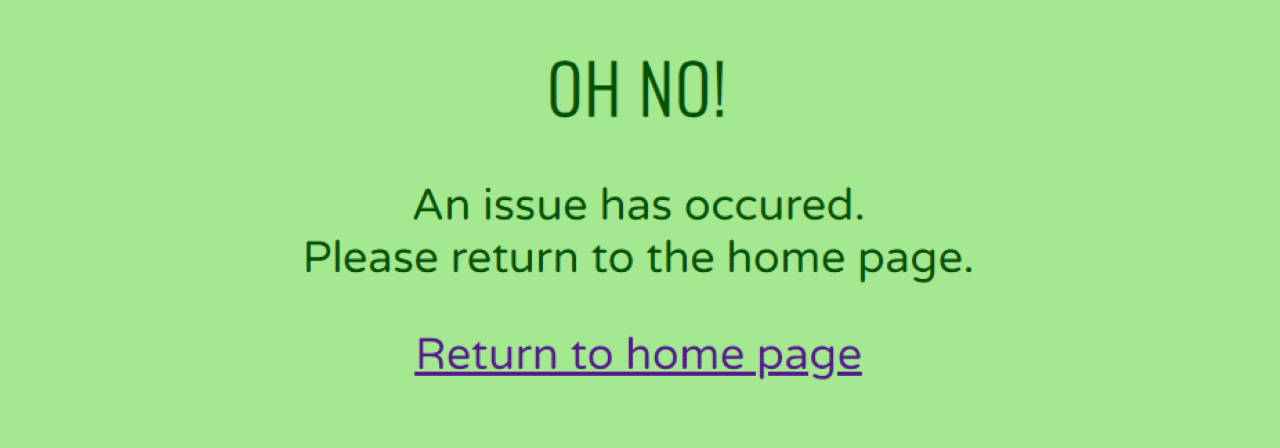 OH NO!
An issue has occured.
Please return to the home page.
Return to home page